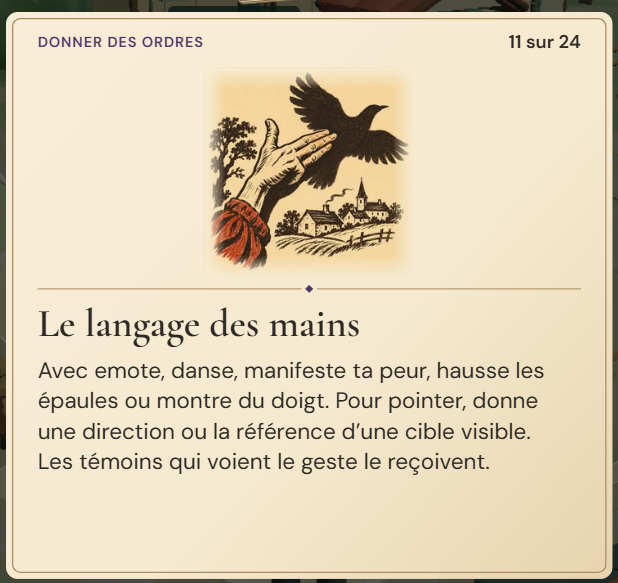 DONNER DES ORDRES
11 sur 24
Le langage des mains
Avec emote, danse, manifeste ta peur, hausse les
épaules ou montre du doigt. Pour pointer, donne
une direction ou la référence d’une cible visible.
Les témoins qui voient le geste le reçoivent.